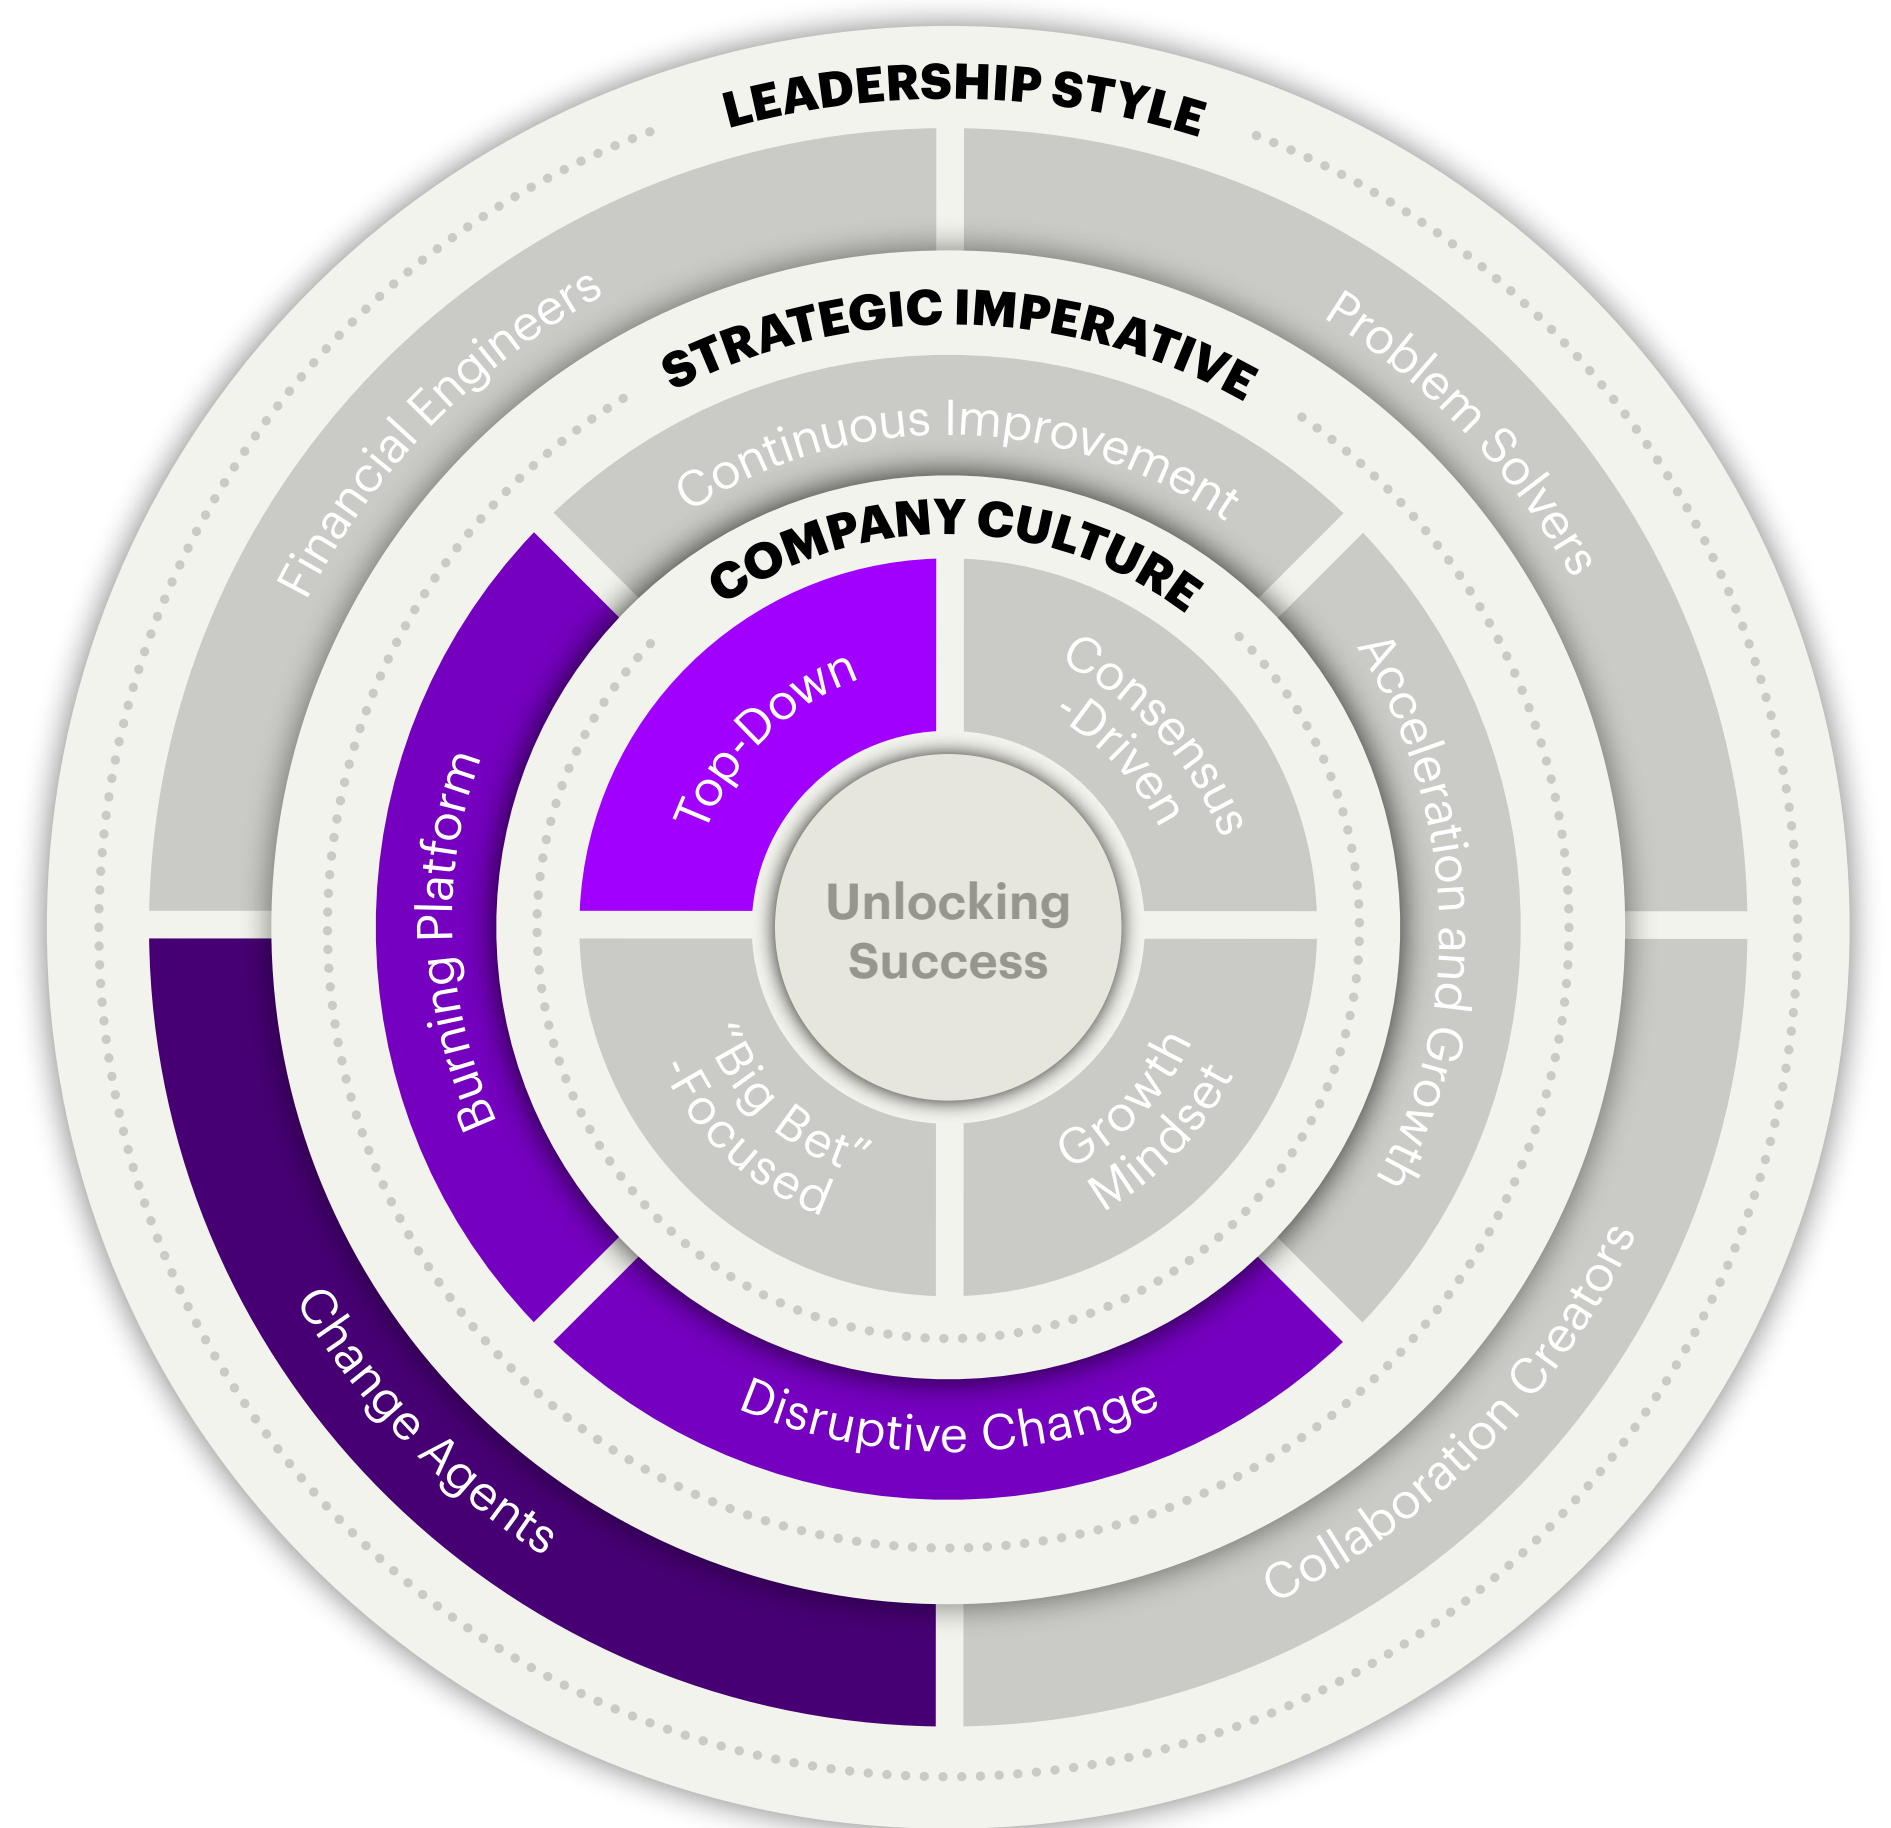 LEADERSHIP STYLE
Financial Engineers
Problem Solvers
Change Agents
Collaboration Creators
STRATEGIC IMPERATIVE
Continuous Improvement
Burning Platform
Acceleration and Growth
Disruptive Change
COMPANY CULTURE
Top-Down
Consensus
-Driven
“Big Bet”
-Focused
Growth
Mindset
Unlocking
Success